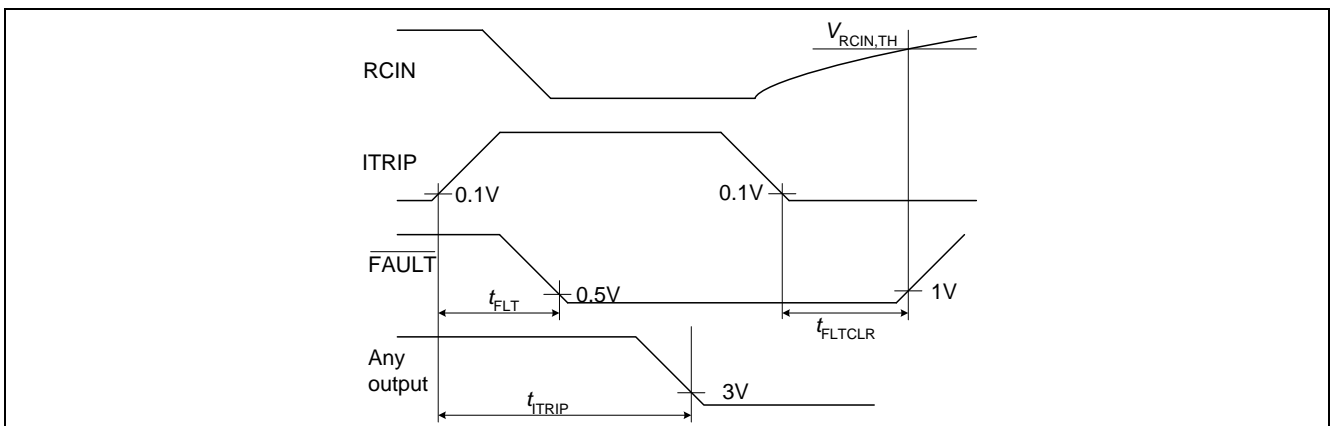 RCIN
V_RCIN,TH
ITRIP
0.1V
0.1V
FAULT
0.5V
1V
t_FLT
t_FLTCLR
Any
output
3V
t_ITRIP